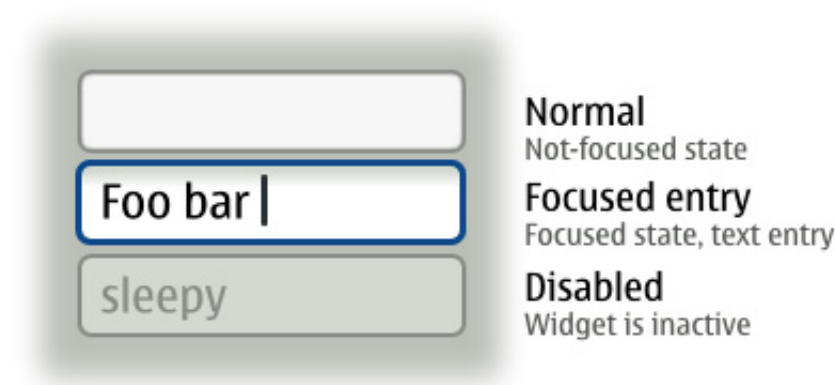 Normal
Not-focused state
Foo bar
Focused entry
Focused state, text entry
sleepy
Disabled
Widget is inactive